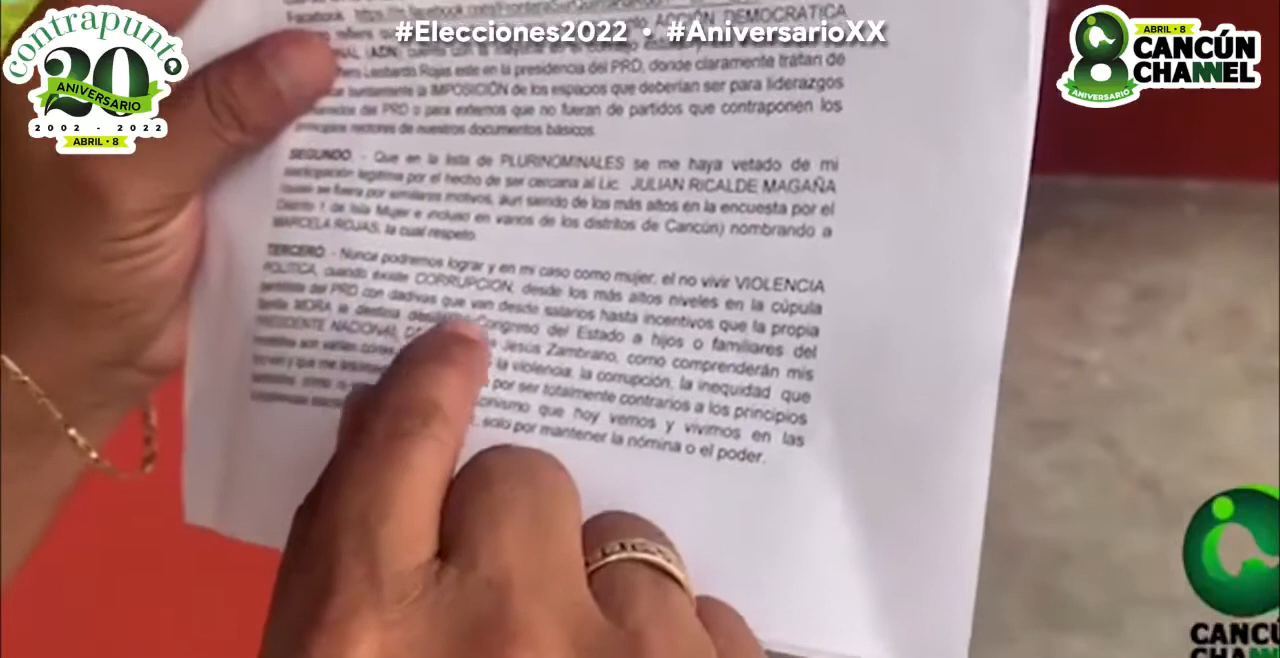 #Elecciones2022 • #AniversarioXX
contrapunto
20
ANIVERSARIO
2002 - 2022
ABRIL • 8
ABRIL • 8
8
ANIVERSARIO
CANCÚN
CHANNEL
Facebook
ACCIÓN DEMOCRATICA
Leobardo Rojas este en la presidencia del PRD, donde claramente tratan de
la IMPOSICIÓN de los espacios que deberían ser para liderazgos
del PRD o para externos que no fueran de partidos que contraponen los
principios rectores de nuestros documentos básicos.
SEGUNDO. - Que en la lista de PLURINOMINALES se me haya vetado de mi
participación legitima por el hecho de ser cercana al Lic. JULIAN RICALDE MAGAÑA
se fuera por similares motivos, aun siendo de los más altos en la encuesta por el
Distrito 1 de Isla Mujer e incluso en varios de los distritos de Cancún) nombrando a
MARCELA ROJAS, la cual respeto.
TERCERO. - Nunca podremos lograr y en mi caso como mujer, el no vivir VIOLENCIA
POLITICA, cuando existe CORRUPCION, desde los más altos niveles en la cúpula
del PRD con dadivas que van desde salarios hasta incentivos que la propia
familia MORA le destina Congreso del Estado a hijos o familiares del
PRESIDENTE NACIONAL Jesús Zambrano, como comprenderán mis
la violencia, la corrupción, la inequidad que
por ser totalmente contrarios a los principios
que hoy vemos y vivimos en las
solo por mantener la nómina o el poder.
CANCÚ